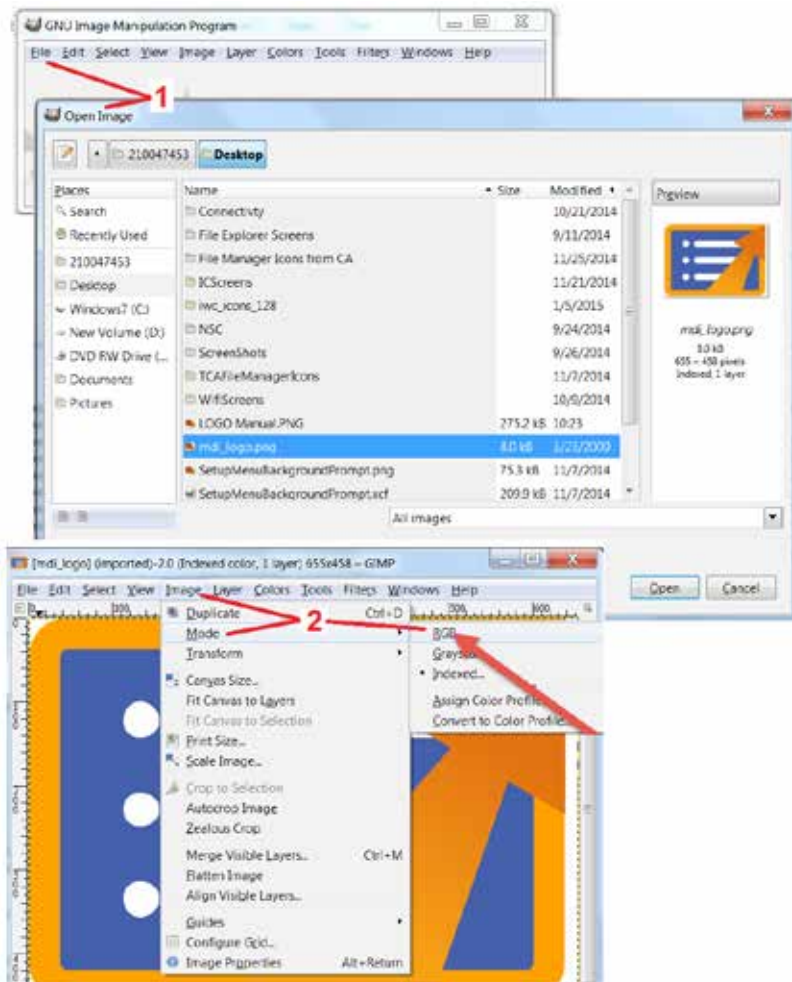 GNU Image Manipulation Program
File Edit Select View Image Layer Colors Tools Filters Windows Help
1
Open Image
210047453 Desktop
Places Name Size Modified Preview
Search Connectivty 10/21/2014
Recently Used File Explorer Screens 9/11/2014
210047453 File Manager Icons from CA 11/25/2014
Desktop ICScreens 11/21/2014
Windows7 (C:) iwc_icons_128 1/5/2015
New Volume (D:) NSC 9/24/2014 mdi_logo.png
DVD RW Drive (... ScreenShots 9/26/2014 8.0 kB
655 × 458 pixels
Documents TCAFileManagerIcons 11/7/2014 Indexed, 1 layer
Pictures WifiScreens 10/9/2014
LOGO Manual.PNG 275.2 kB 10:23
mdi_logo.png 8.0 kB
SetupMenuBackgroundPrompt.png 75.3 kB 11/7/2014
SetupMenuBackgroundPrompt.xcf 209.9 kB 11/7/2014
All images
Open Cancel
[mdi_logo] (imported)-2.0 (Indexed color, 1 layer) 655x458 – GIMP
File Edit Select View Image Layer Colors Tools Filters Windows Help
Duplicate Ctrl+D
2
Mode RGB
Transform Grayscale
Indexed...
Canvas Size... Assign Color Profile...
Fit Canvas to Layers Convert to Color Profile...
Fit Canvas to Selection
Print Size...
Scale Image...
Crop to Selection
Autocrop Image
Zealous Crop
Merge Visible Layers... Ctrl+M
Flatten Image
Align Visible Layers...
Guides
Configure Grid...
Image Properties Alt+Return